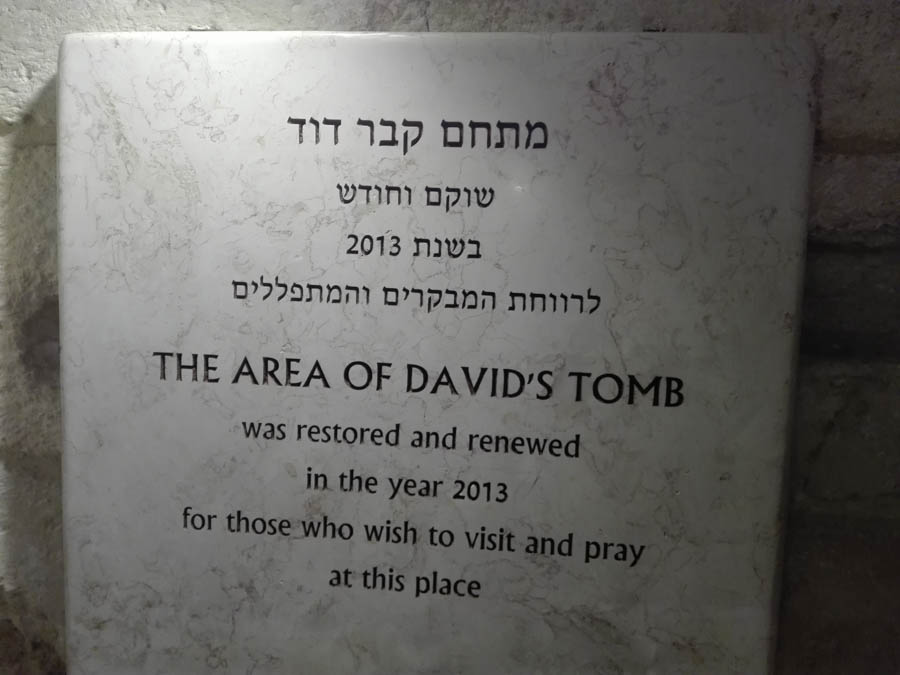 מתחם קבר דוד
שוקם וחודש
בשנת 2013
לרווחת המבקרים והמתפללים
THE AREA OF DAVID'S TOMB
was restored and renewed
in the year 2013
for those who wish to visit and pray
at this place